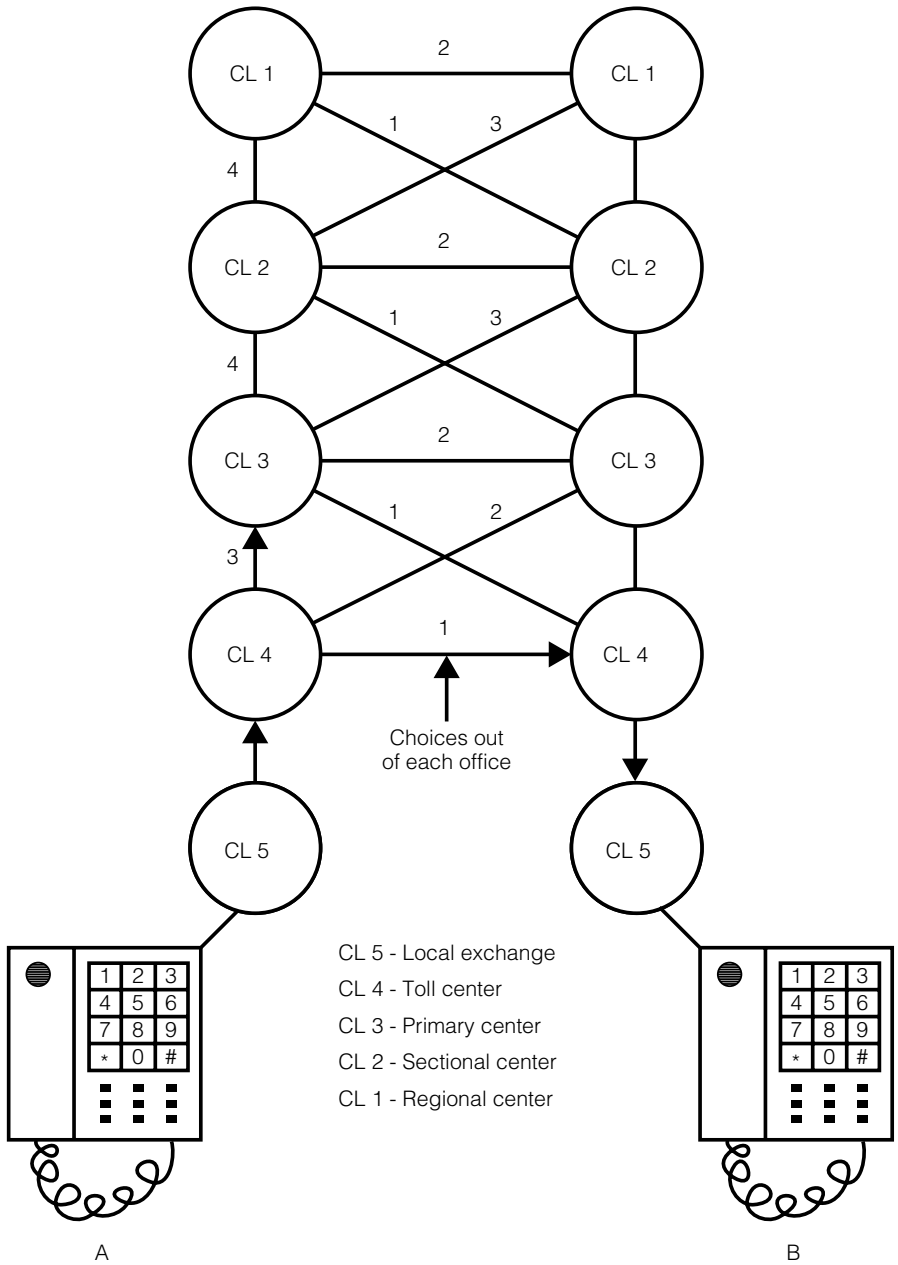 2
CL 1
CL 1
1
3
4
2
CL 2
CL 2
1
3
4
2
CL 3
CL 3
1
2
3
1
CL 4
CL 4
Choices out
of each office
CL 5
CL 5
CL 5 - Local exchange
CL 4 - Toll center
CL 3 - Primary center
CL 2 - Sectional center
CL 1 - Regional center
1 2 3
4 5 6
7 8 9
* 0 #
1 2 3
4 5 6
7 8 9
* 0 #
A
B